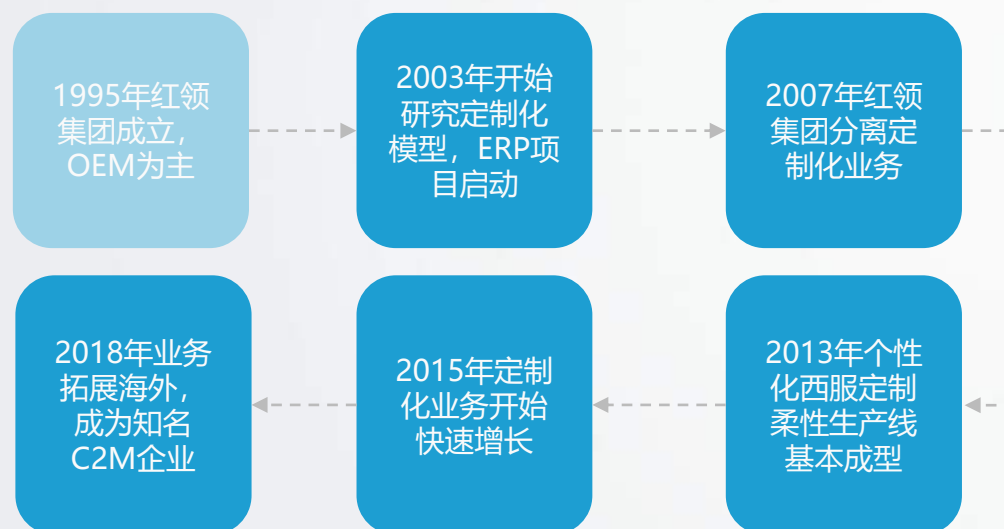 1995年红领
集团成立，
OEM为主
2003年开始
研究定制化
模型，ERP项
目启动
2007年红领
集团分离定
制化业务
2013年个性
化西服定制
柔性生产线
基本成型
2015年定制
化业务开始
快速增长
2018年业务
拓展海外，
成为知名
C2M企业